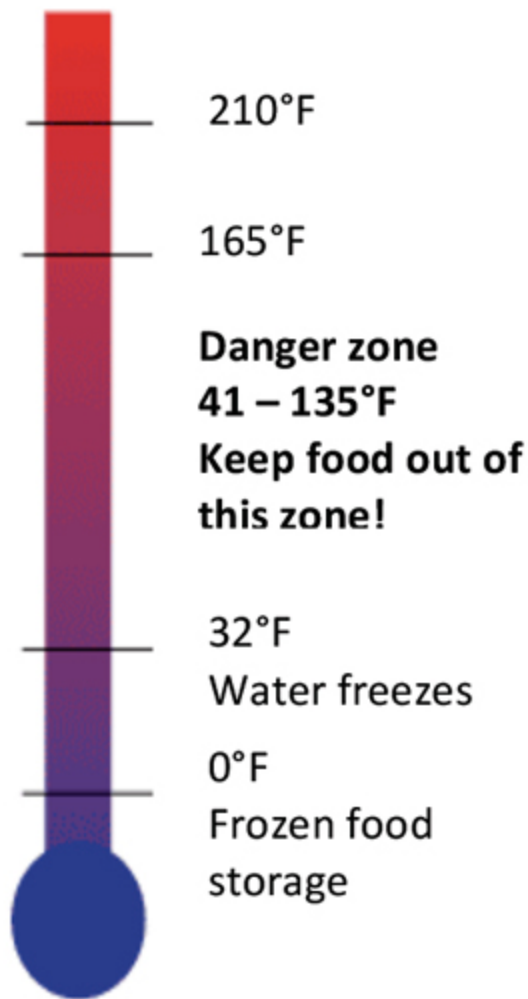 210°F
165°F
Danger zone
41 – 135°F
Keep food out of
this zone!
32°F
Water freezes
0°F
Frozen food
storage